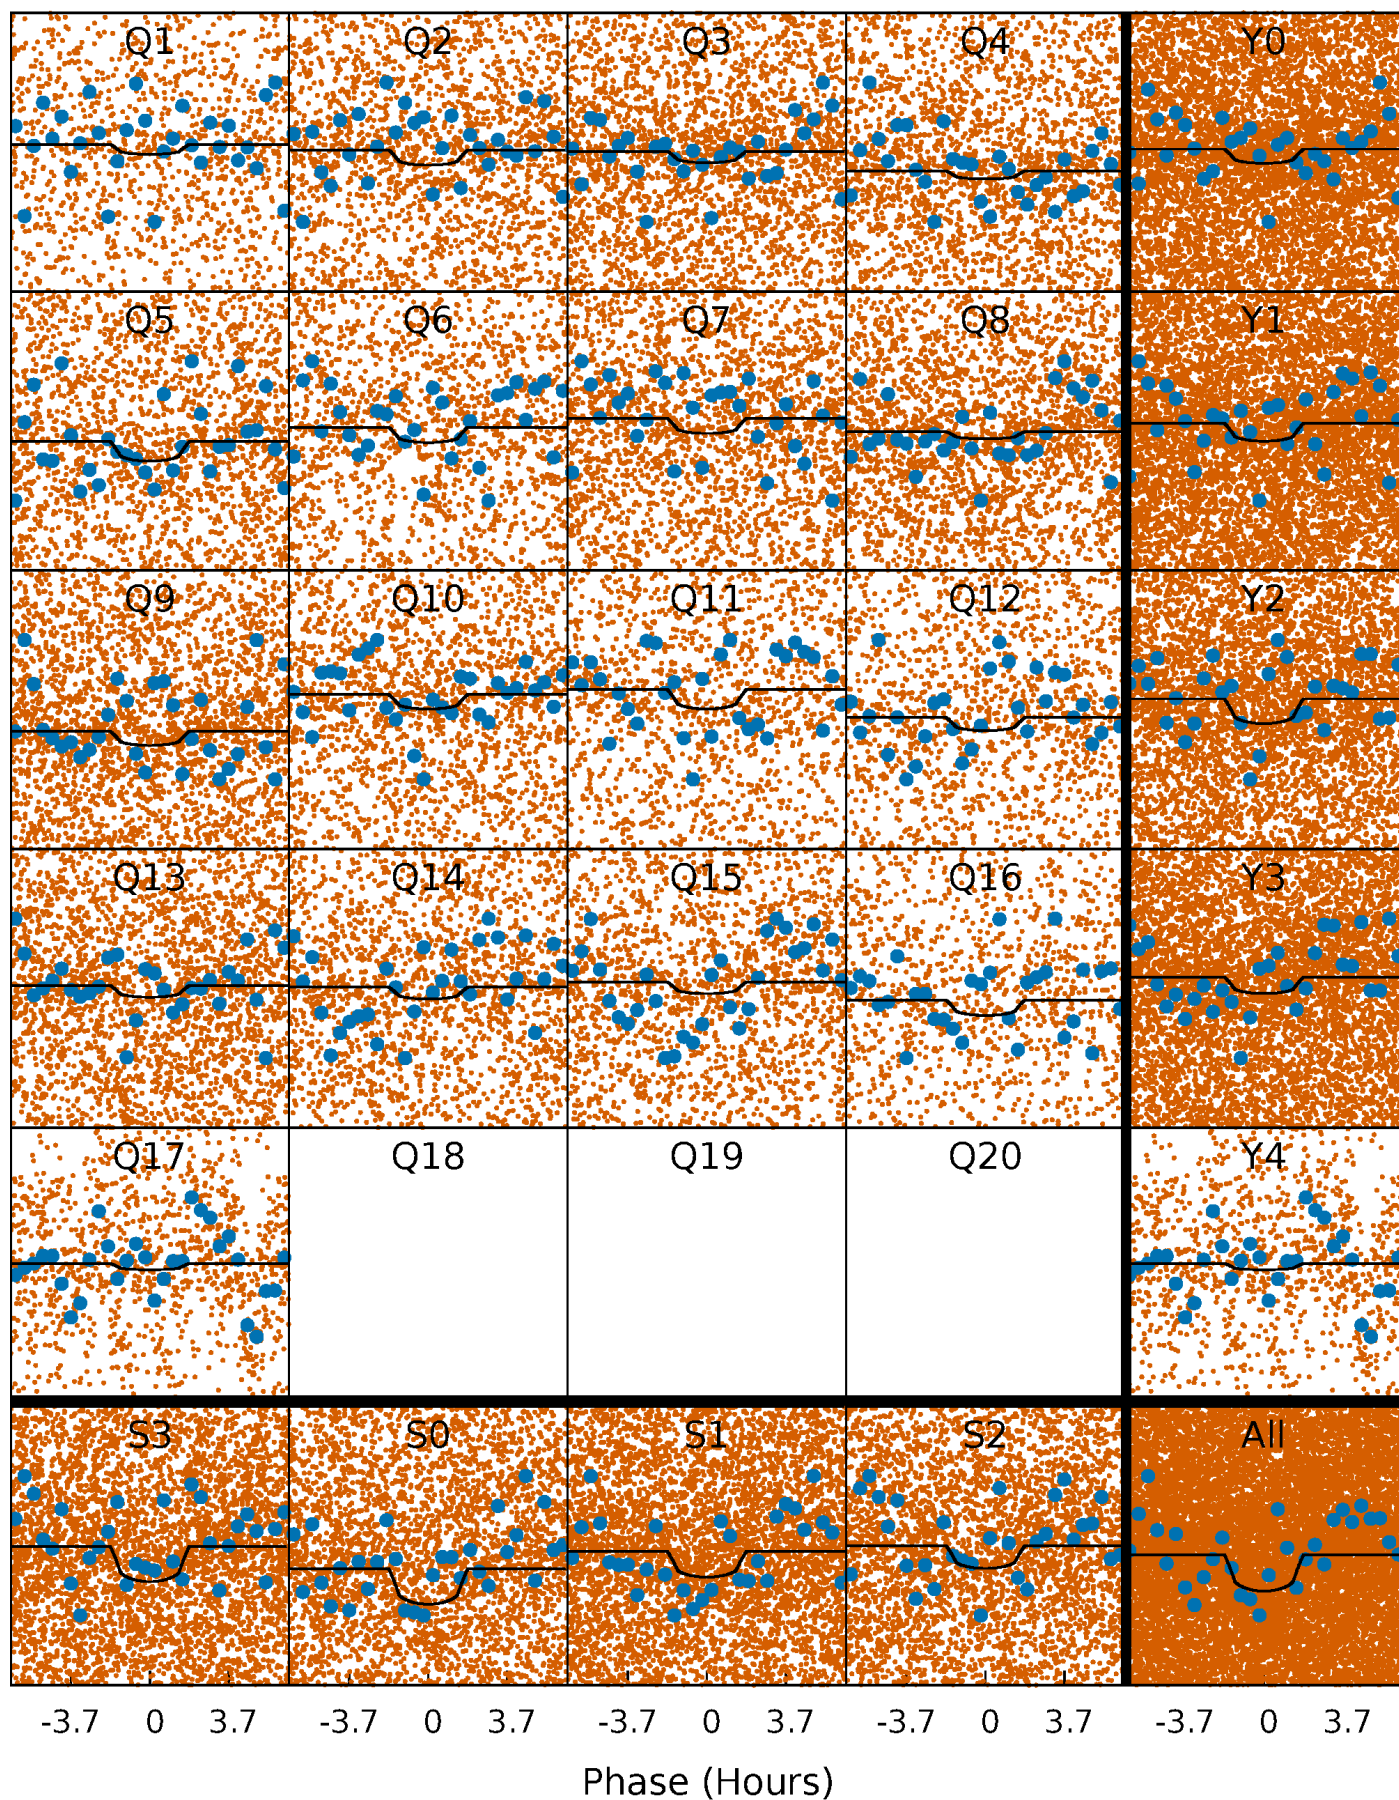 Q1 Q2 Q3 Q4 Y0
Q5 Q6 Q7 Q8 Y1
Q9 Q10 Q11 Q12 Y2
Q13 Q14 Q15 Q16 Y3
Q17 Q18 Q19 Q20 Y4
S3 S0 S1 S2 All
-3.7 0 3.7 -3.7 0 3.7 -3.7 0 3.7 -3.7 0 3.7 -3.7 0 3.7
Phase (Hours)